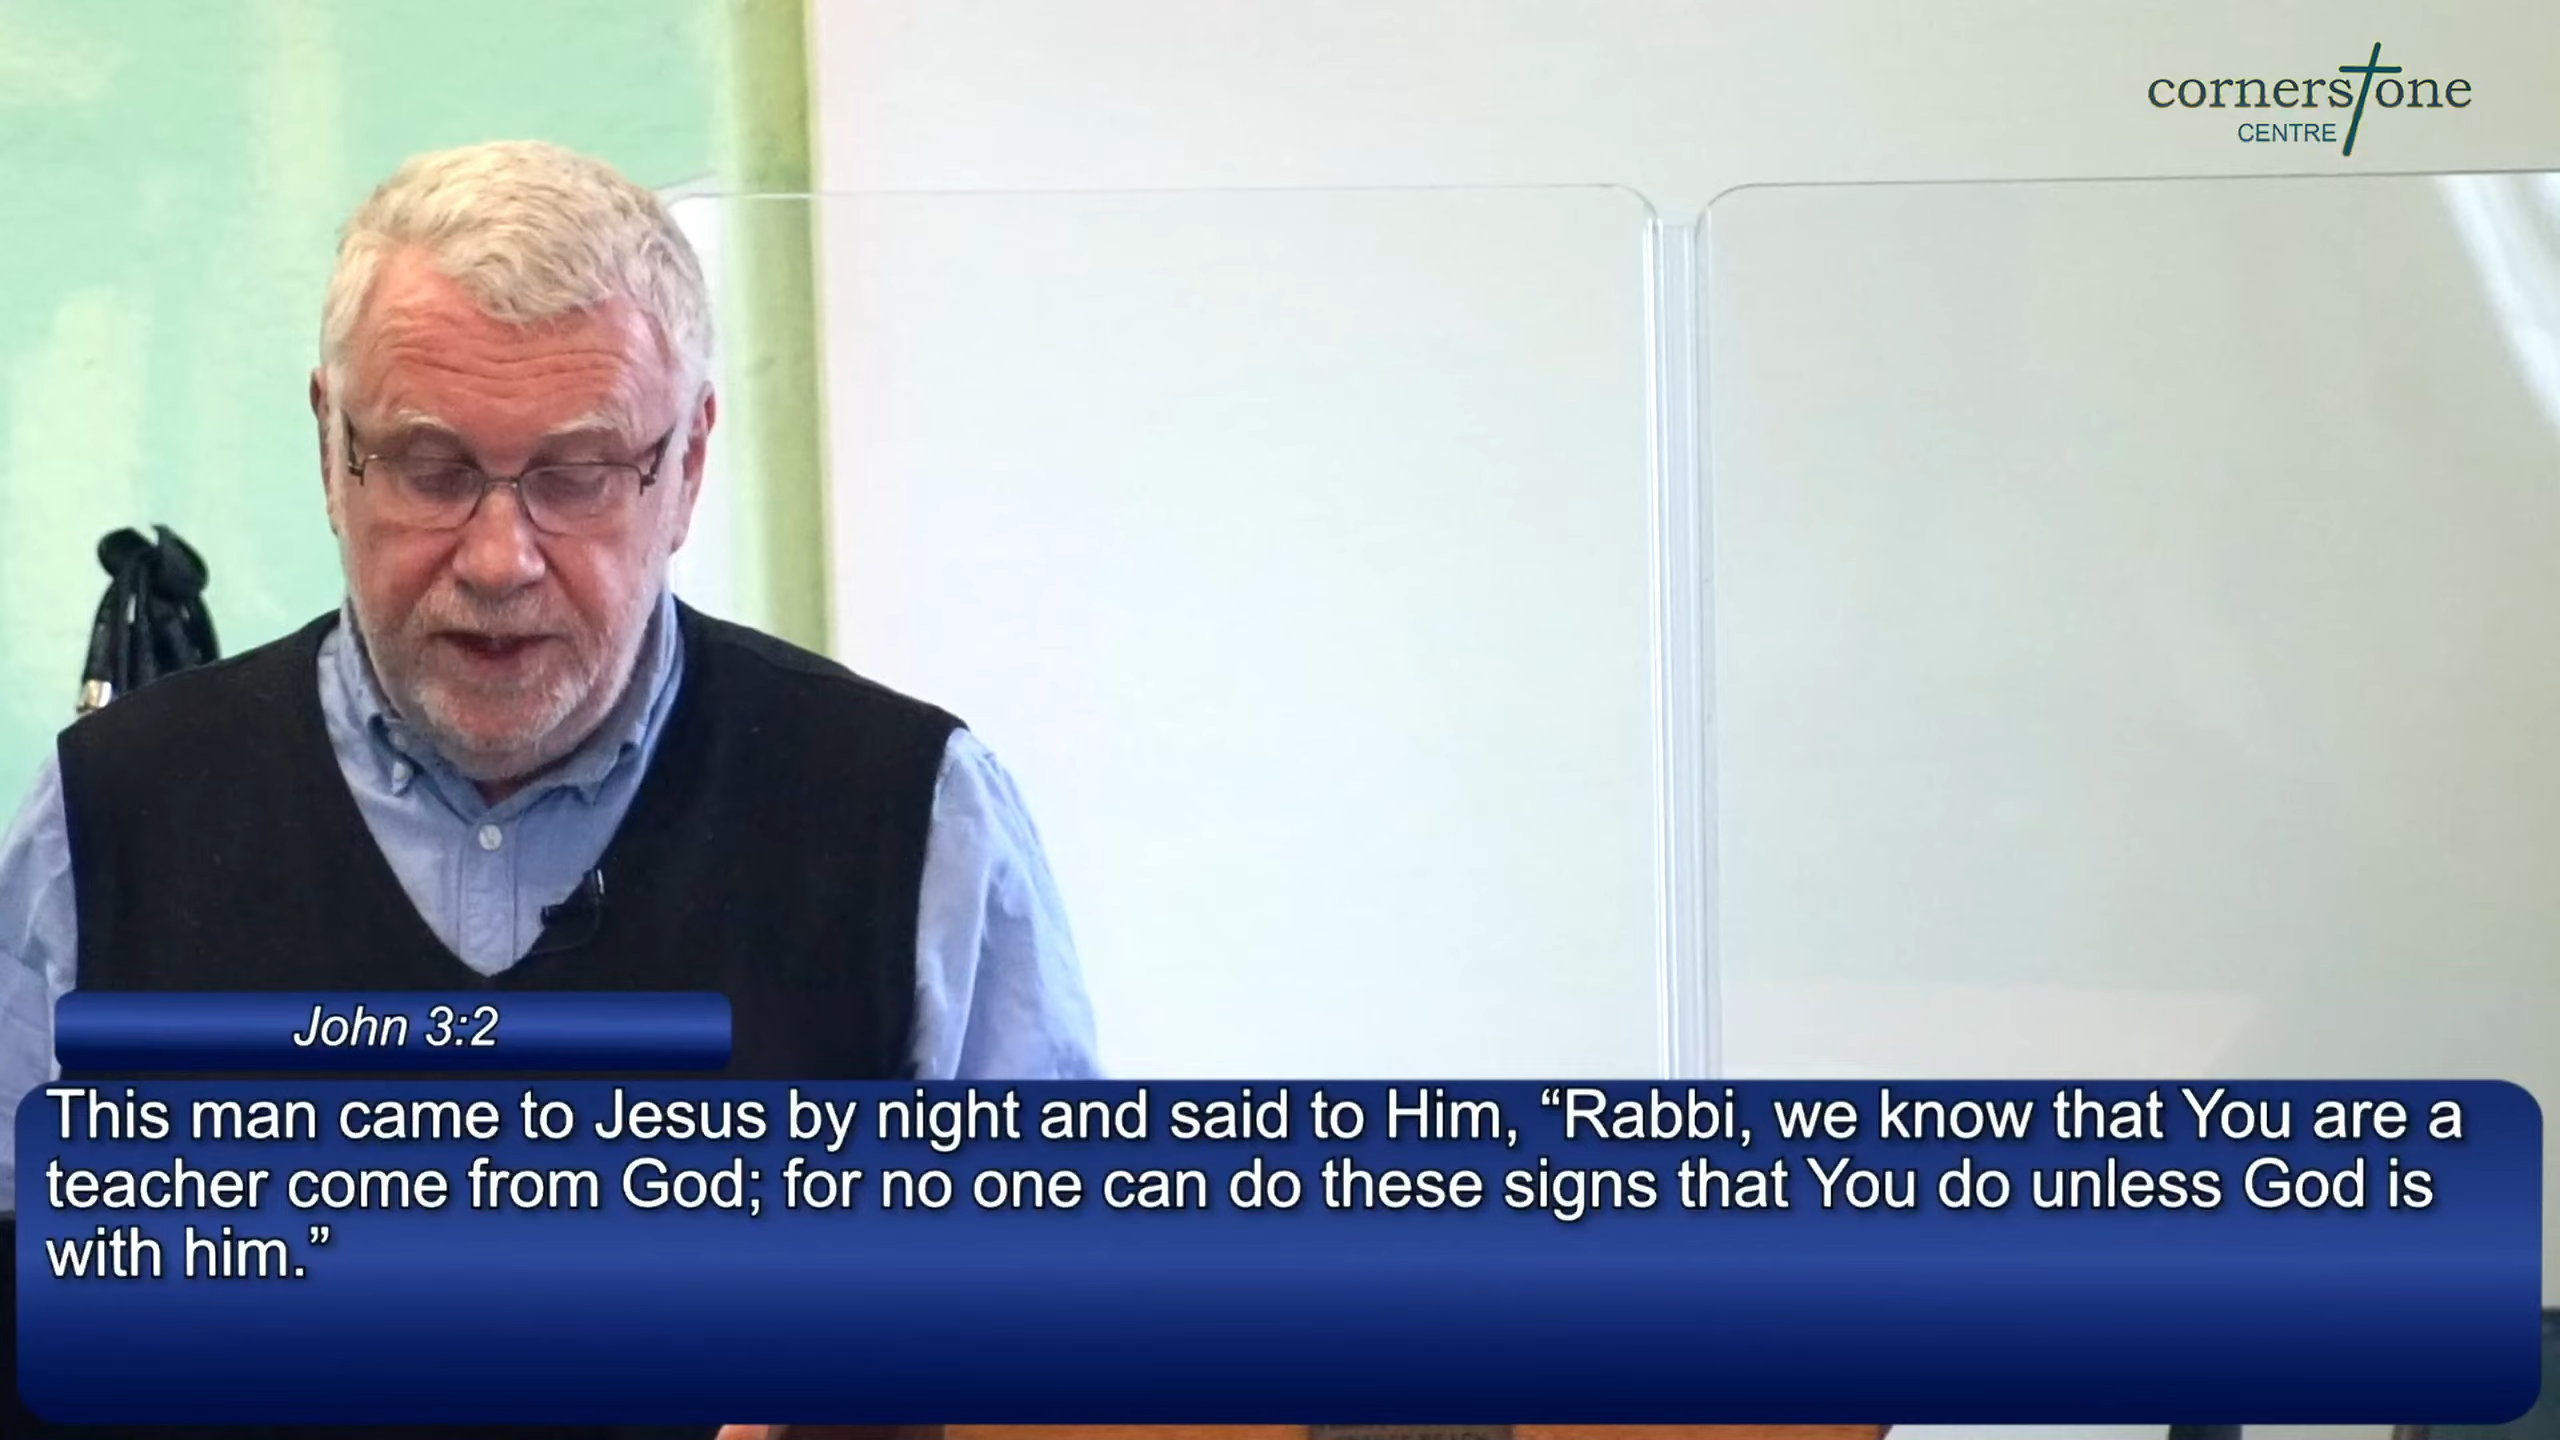 cornerstone
CENTRE
John 3:2
This man came to Jesus by night and said to Him, “Rabbi, we know that You are a
teacher come from God; for no one can do these signs that You do unless God is
with him.”